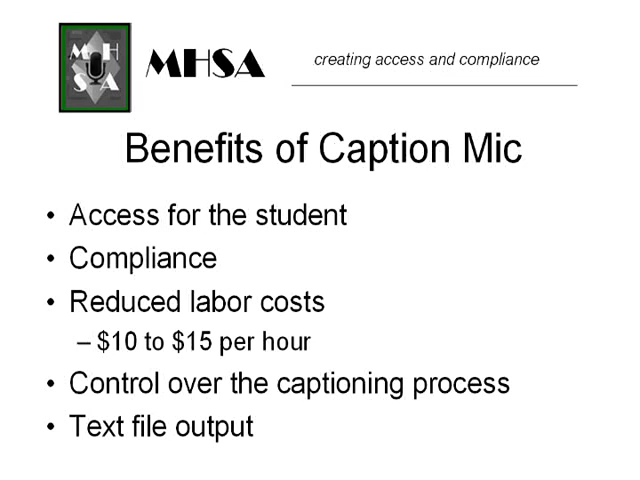 M H
S A
MHSA
creating access and compliance
Benefits of Caption Mic
• Access for the student
• Compliance
• Reduced labor costs
– $10 to $15 per hour
• Control over the captioning process
• Text file output